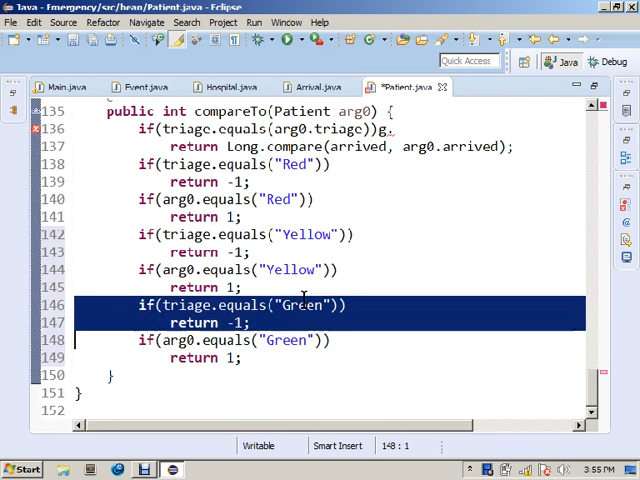 Java - Emergency/src/bean/Patient.java - Eclipse
File Edit Source Refactor Navigate Search Project Run Window Help
Quick Access Java Debug
Main.java Event.java Hospital.java Arrival.java *Patient.java
135 public int compareTo(Patient arg0) {
136 if(triage.equals(arg0.triage))g.
137 return Long.compare(arrived, arg0.arrived);
138 if(triage.equals("Red"))
139 return -1;
140 if(arg0.equals("Red"))
141 return 1;
142 if(triage.equals("Yellow"))
143 return -1;
144 if(arg0.equals("Yellow"))
145 return 1;
146 if(triage.equals("Green"))
147 return -1;
148 if(arg0.equals("Green"))
149 return 1;
150 }
151 }
152
Writable Smart Insert 148 : 1
Start 3:55 PM